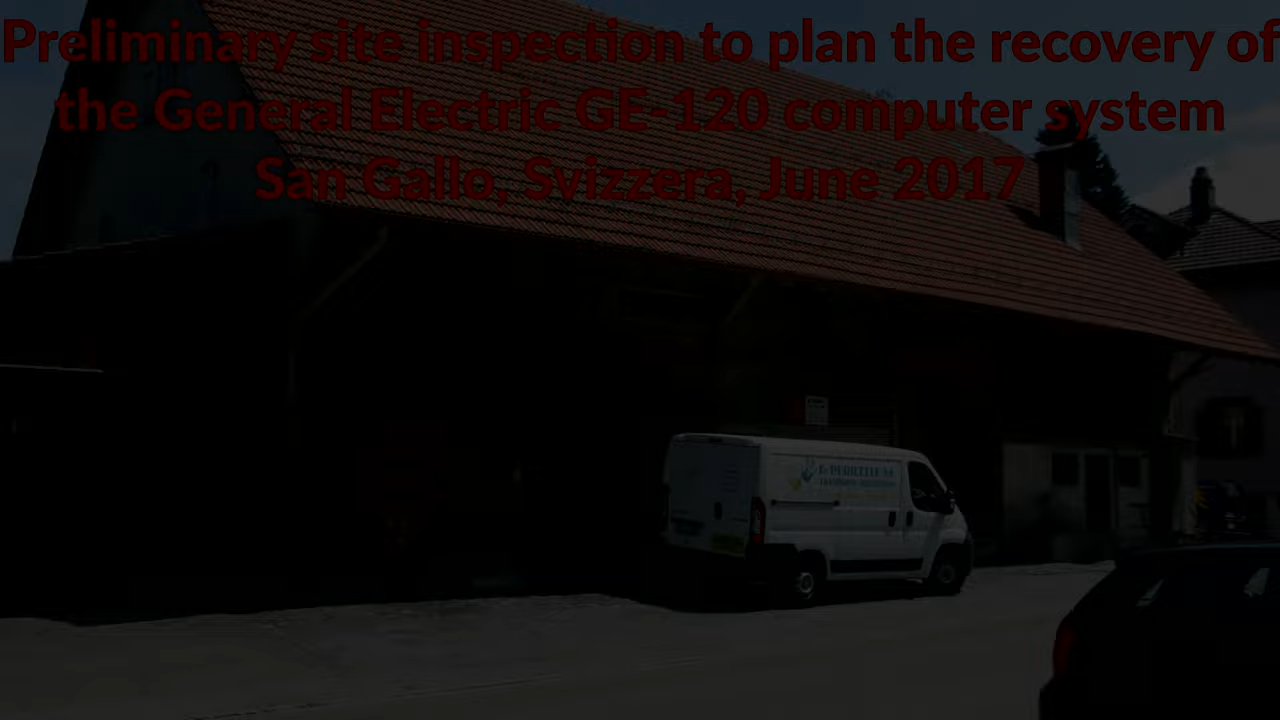 Preliminary site inspection to plan the recovery of
the General Electric GE-120 computer system
San Gallo, Svizzera, June 2017